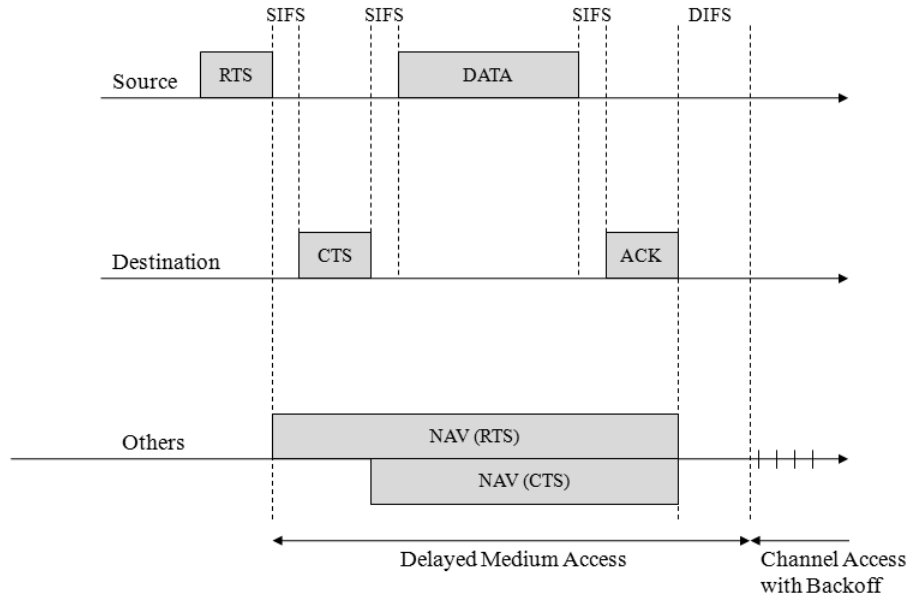 SIFS SIFS SIFS DIFS
RTS DATA
Source
CTS ACK
Destination
NAV (RTS)
Others
NAV (CTS)
Delayed Medium Access Channel Access
with Backoff